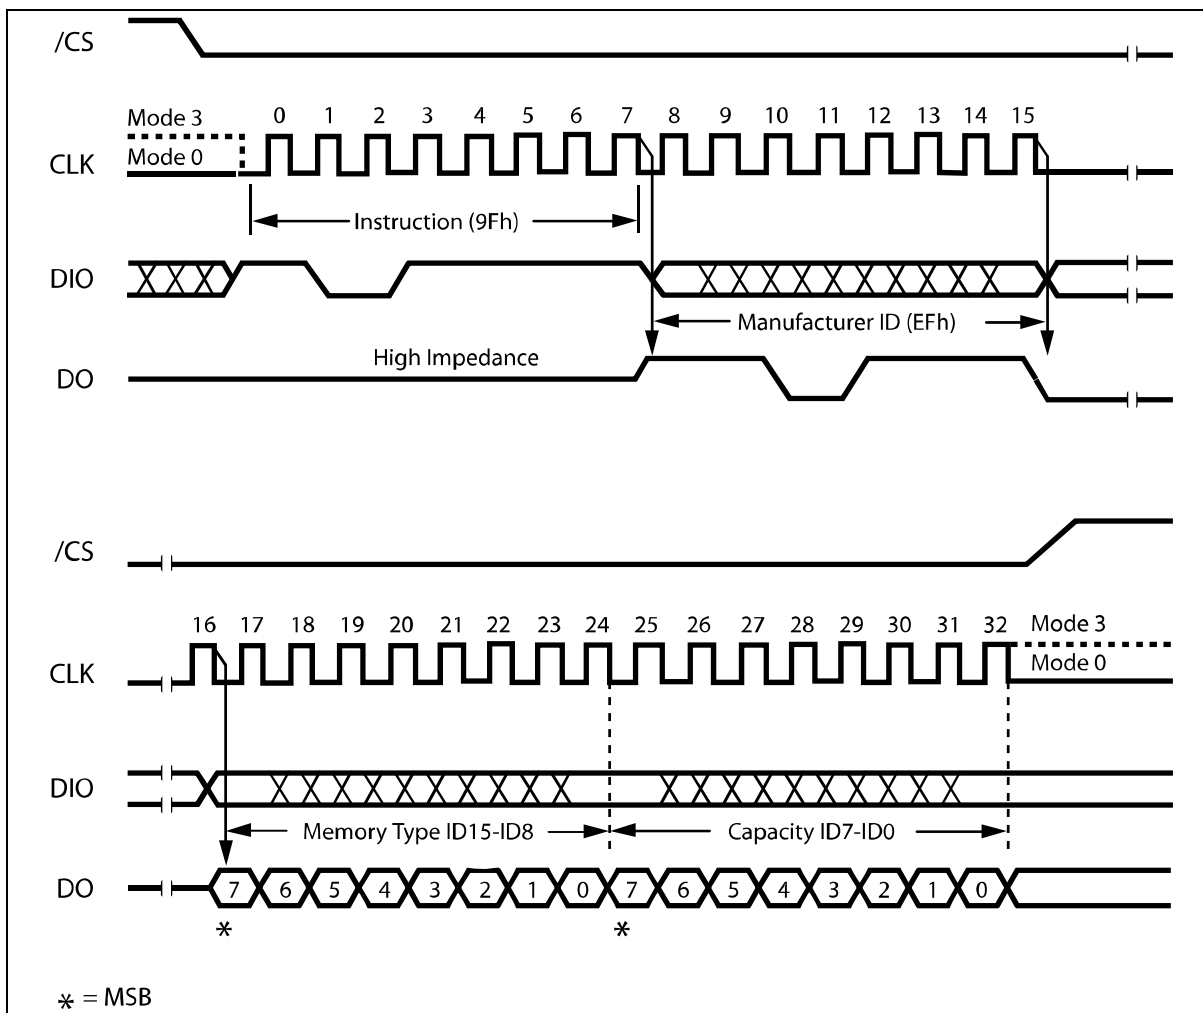 /CS
Mode 3
0 1 2 3 4 5 6 7 8 9 10 11 12 13 14 15
CLK
Mode 0
Instruction (9Fh)
DIO
Manufacturer ID (EFh)
High Impedance
DO
/CS
16 17 18 19 20 21 22 23 24 25 26 27 28 29 30 31 32
Mode 3
CLK
Mode 0
DIO
Memory Type ID15-ID8
Capacity ID7-ID0
DO
7 6 5 4 3 2 1 0 7 6 5 4 3 2 1 0
* *
* = MSB